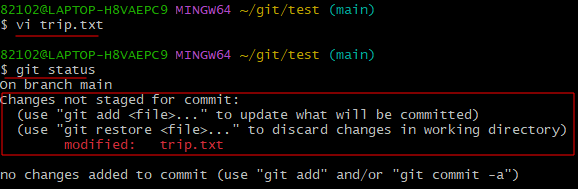 82102@LAPTOP-H8VAEPC9 MINGW64 ~/git/test (main)
$ vi trip.txt
82102@LAPTOP-H8VAEPC9 MINGW64 ~/git/test (main)
$ git status
On branch main
Changes not staged for commit:
  (use "git add <file>..." to update what will be committed)
  (use "git restore <file>..." to discard changes in working directory)
        modified:   trip.txt
no changes added to commit (use "git add" and/or "git commit -a")